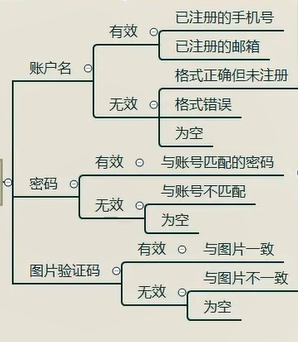 账户名
有效
已注册的手机号
已注册的邮箱
无效
格式正确但未注册
格式错误
为空
密码
有效
与账号匹配的密码
无效
与账号不匹配
为空
图片验证码
有效
与图片一致
无效
与图片不一致
为空